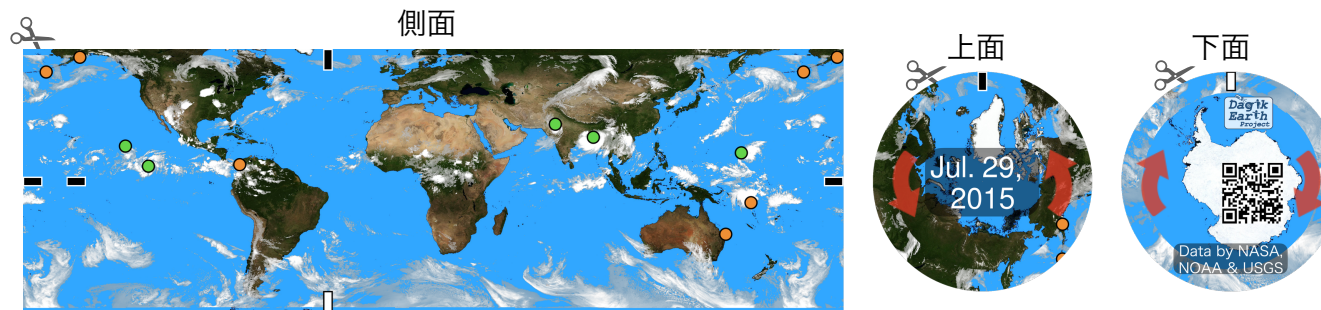 側面
上面
下面
Jul. 29,
2015
Dagik
Earth
Project
Data by NASA,
NOAA & USGS